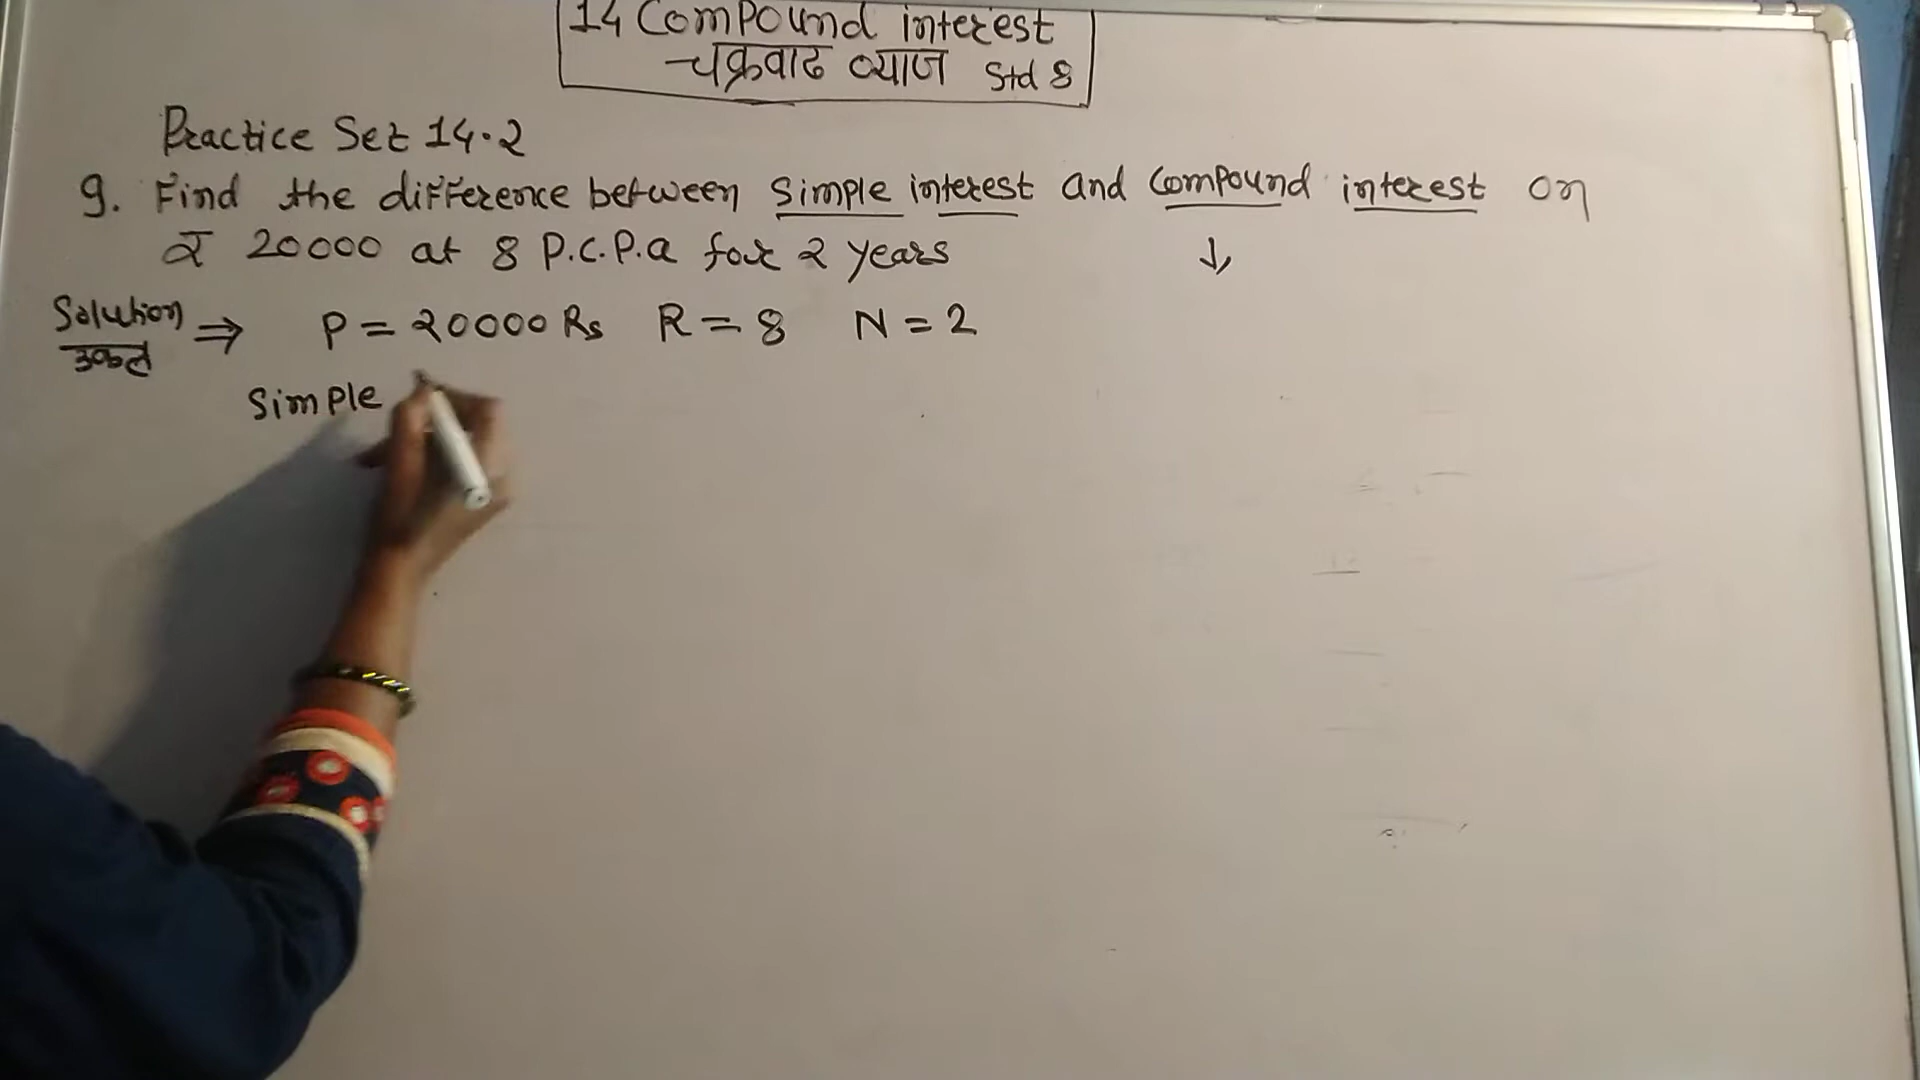 14 Compound interest
चक्रवाढ व्याज Std 8
Practice Set 14.2
9. Find the difference between simple interest and compound interest on
₹ 20000 at 8 P.C.P.a for 2 years
Solution ⇒ P = 20000 Rs R = 8 N = 2
उकल
Simple